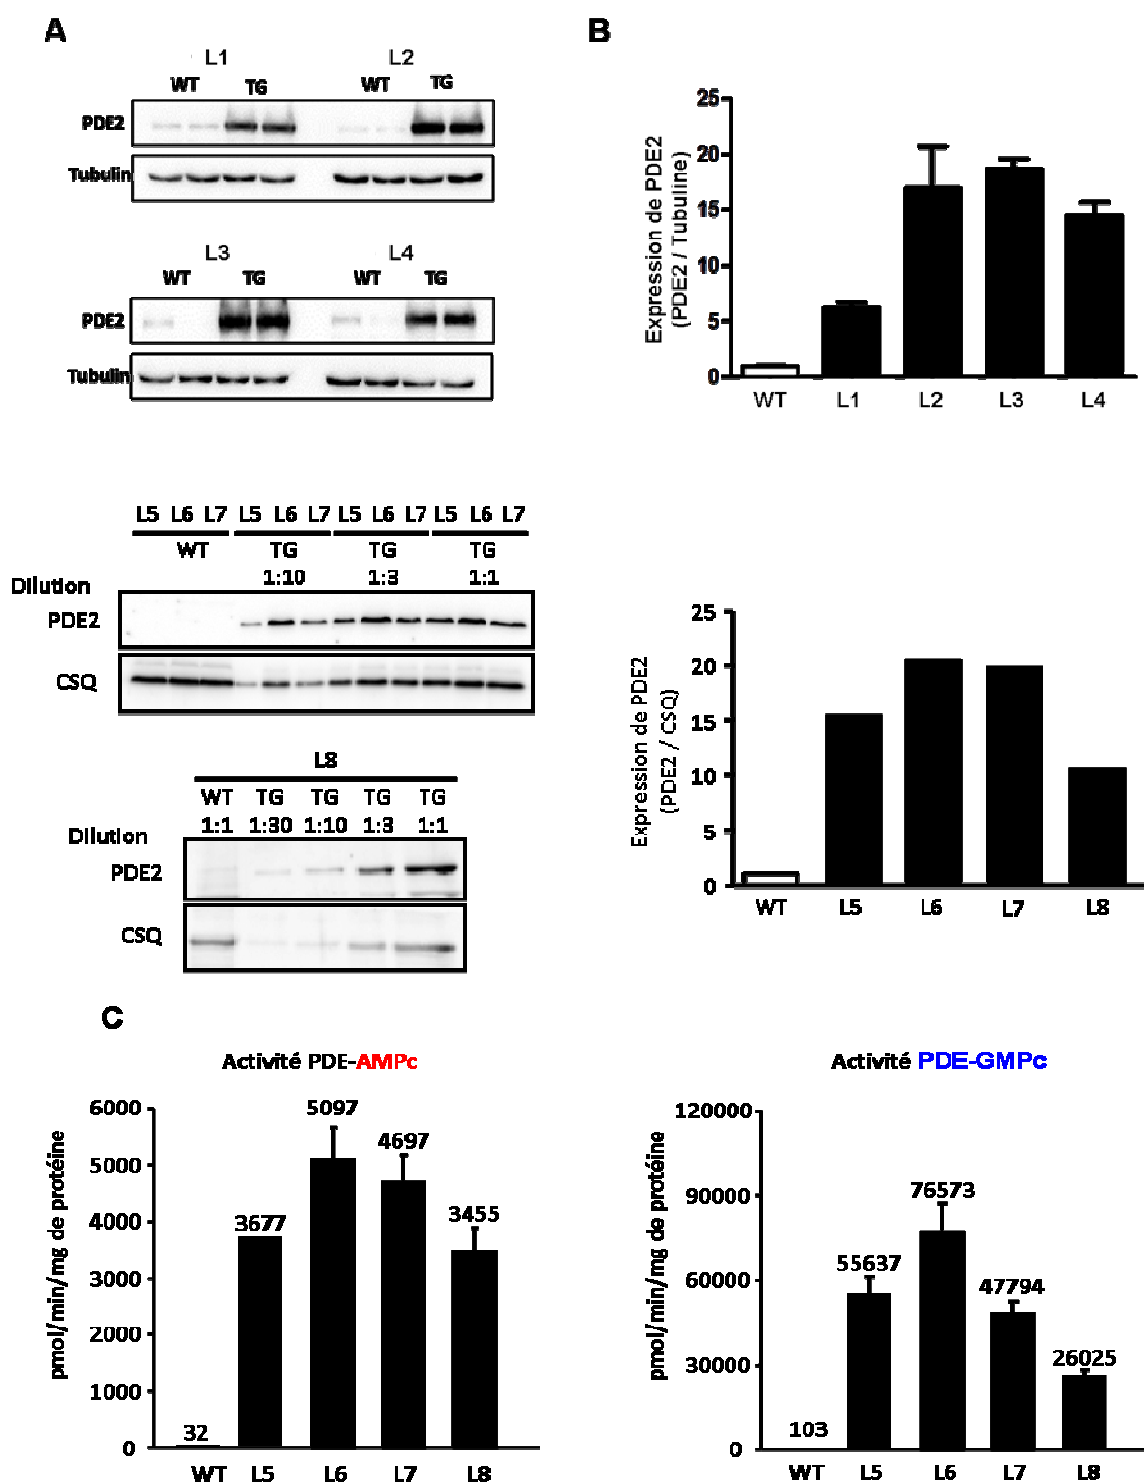 A
B
L1 L2
WT TG WT TG
PDE2
Tubulin
L3 L4
WT TG WT TG
PDE2
Tubulin
25
20
15
10
5
0
Expression de PDE2
(PDE2 / Tubuline)
WT L1 L2 L3 L4
L5 L6 L7 L5 L6 L7 L5 L6 L7 L5 L6 L7
WT TG TG TG
Dilution 1:10 1:3 1:1
PDE2
CSQ
L8
WT TG TG TG TG
Dilution 1:1 1:30 1:10 1:3 1:1
PDE2
CSQ
25
20
15
10
5
0
Expression de PDE2
(PDE2 / CSQ)
WT L5 L6 L7 L8
C
Activité PDE-AMPc
6000
5000
4000
3000
2000
1000
0
pmol/min/mg de protéine
32 3677 5097 4697 3455
WT L5 L6 L7 L8
Activité PDE-GMPc
120000
90000
60000
30000
0
pmol/min/mg de protéine
103 55637 76573 47794 26025
WT L5 L6 L7 L8